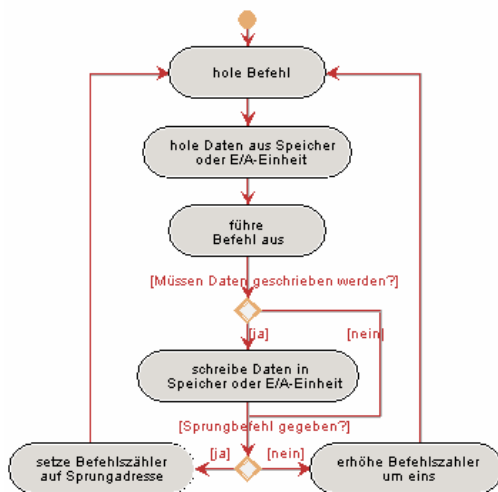 hole Befehl
hole Daten aus Speicher
oder E/A-Einheit
führe
Befehl aus
[Müssen Daten geschrieben werden?]
[ja]
[nein]
schreibe Daten in
Speicher oder E/A-Einheit
[Sprungbefehl gegeben?]
[ja]
[nein]
setze Befehlszähler
auf Sprungadresse
erhöhe Befehlszahler
um eins